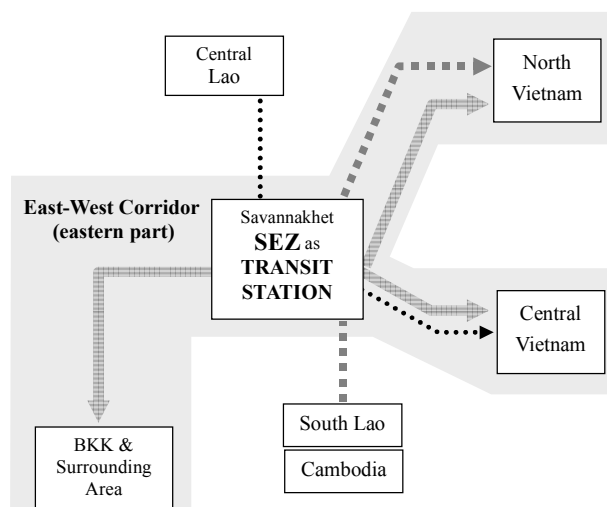 Central
Lao
North
Vietnam
East-West Corridor
(eastern part)
Savannakhet
SEZ as
TRANSIT
STATION
Central
Vietnam
South Lao
Cambodia
BKK &
Surrounding
Area